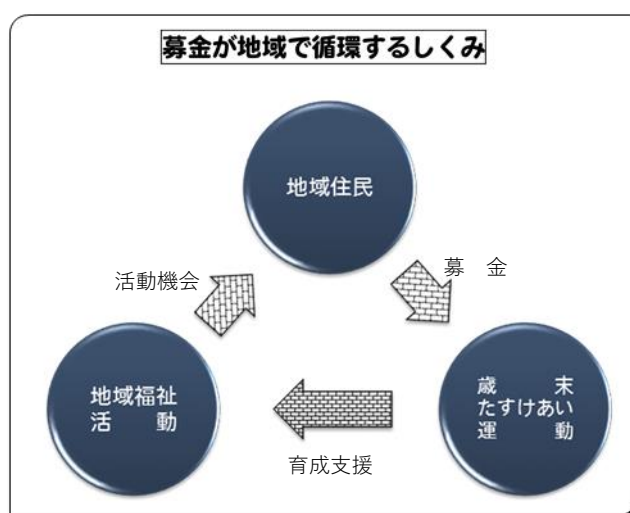 募金が地域で循環するしくみ
地域住民
活動機会
募　金
地域福祉
活　　動
歳　　末
たすけあい
運　　動
育成支援